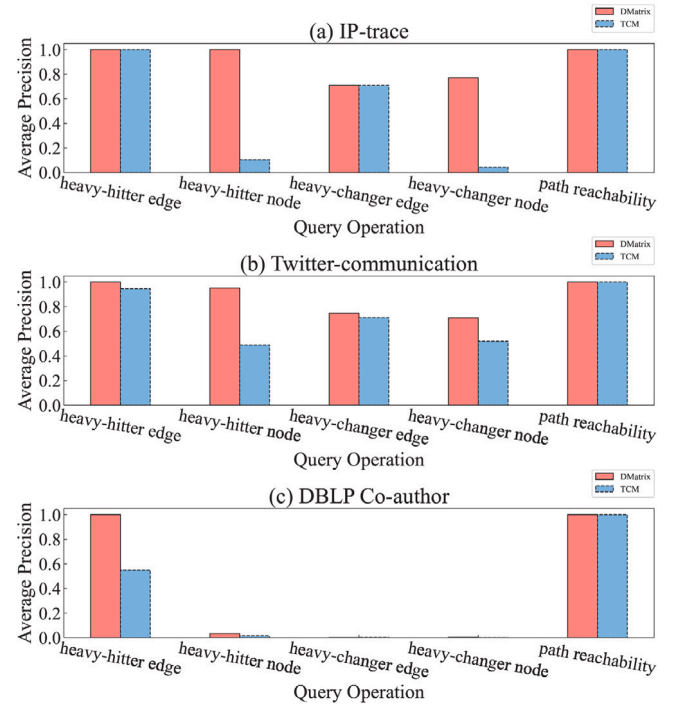 (a) IP-trace
DMatrix
TCM
Average Precision
1.0
0.8
0.6
0.4
0.2
0.0
heavy-hitter edge
heavy-hitter node
heavy-changer edge
heavy-changer node
path reachability
Query Operation
(b) Twitter-communication
DMatrix
TCM
Average Precision
1.0
0.8
0.6
0.4
0.2
0.0
heavy-hitter edge
heavy-hitter node
heavy-changer edge
heavy-changer node
path reachability
Query Operation
(c) DBLP Co-author
DMatrix
TCM
Average Precision
1.0
0.8
0.6
0.4
0.2
0.0
heavy-hitter edge
heavy-hitter node
heavy-changer edge
heavy-changer node
path reachability
Query Operation